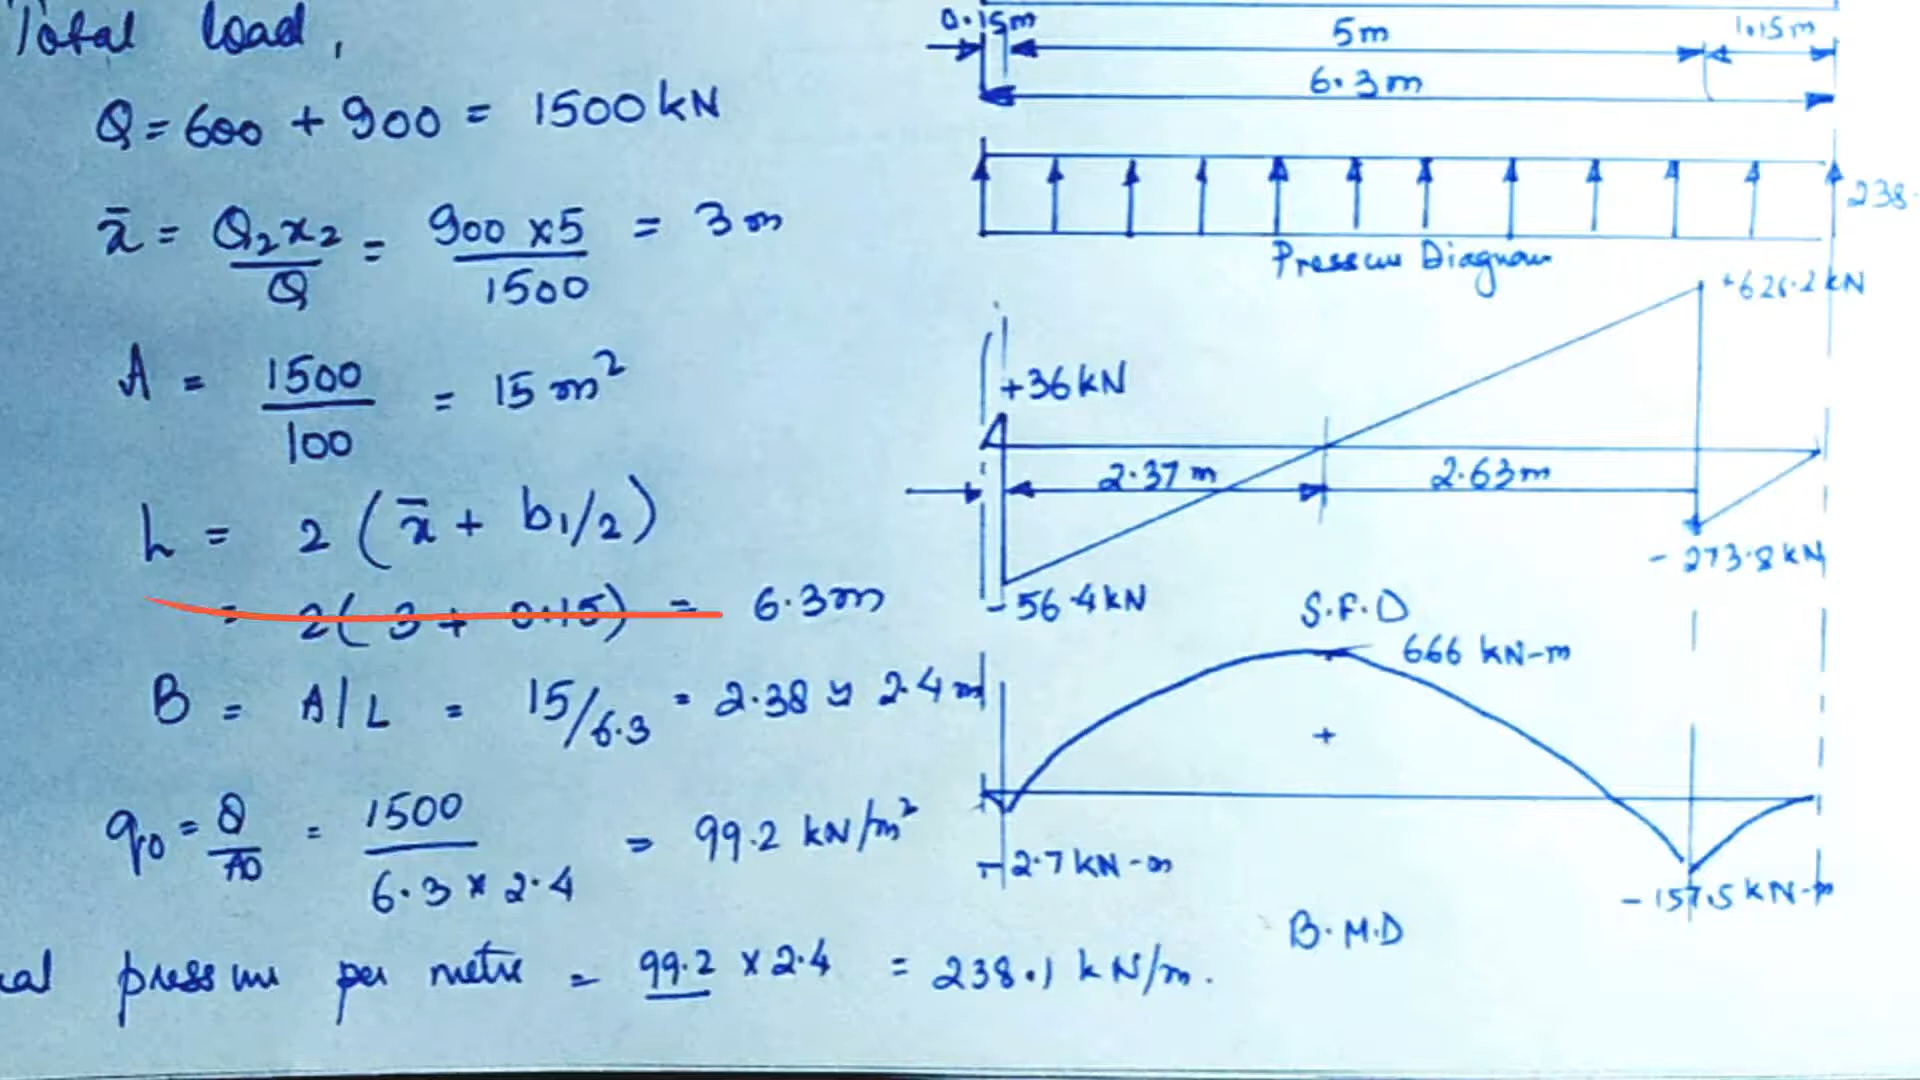 Total load,
Q = 600 + 900 = 1500 kN
x̄ = Q₂x₂/Q = 900 x5/1500 = 3 m
A = 1500/100 = 15 m²
L = 2 (x̄ + b₁/2)
= 2( 3 + 0.15) = 6.3m
B = A/L = 15/6.3 = 2.38 ≃ 2.4 m
q₀ = Q/A₀ = 1500/6.3 x 2.4 = 99.2 kN/m²
pressure per metre = 99.2 x 2.4 = 238.1 kN/m.
0.15m
5m
1.15m
6.3m
238.
Pressure Diagram
+626.2 kN
+36 kN
2.37 m
2.63m
- 273.8 kN
-56.4 kN
S.F.D
666 kN-m
+
-2.7 kN-m
- 157.5 kN-m
B.M.D